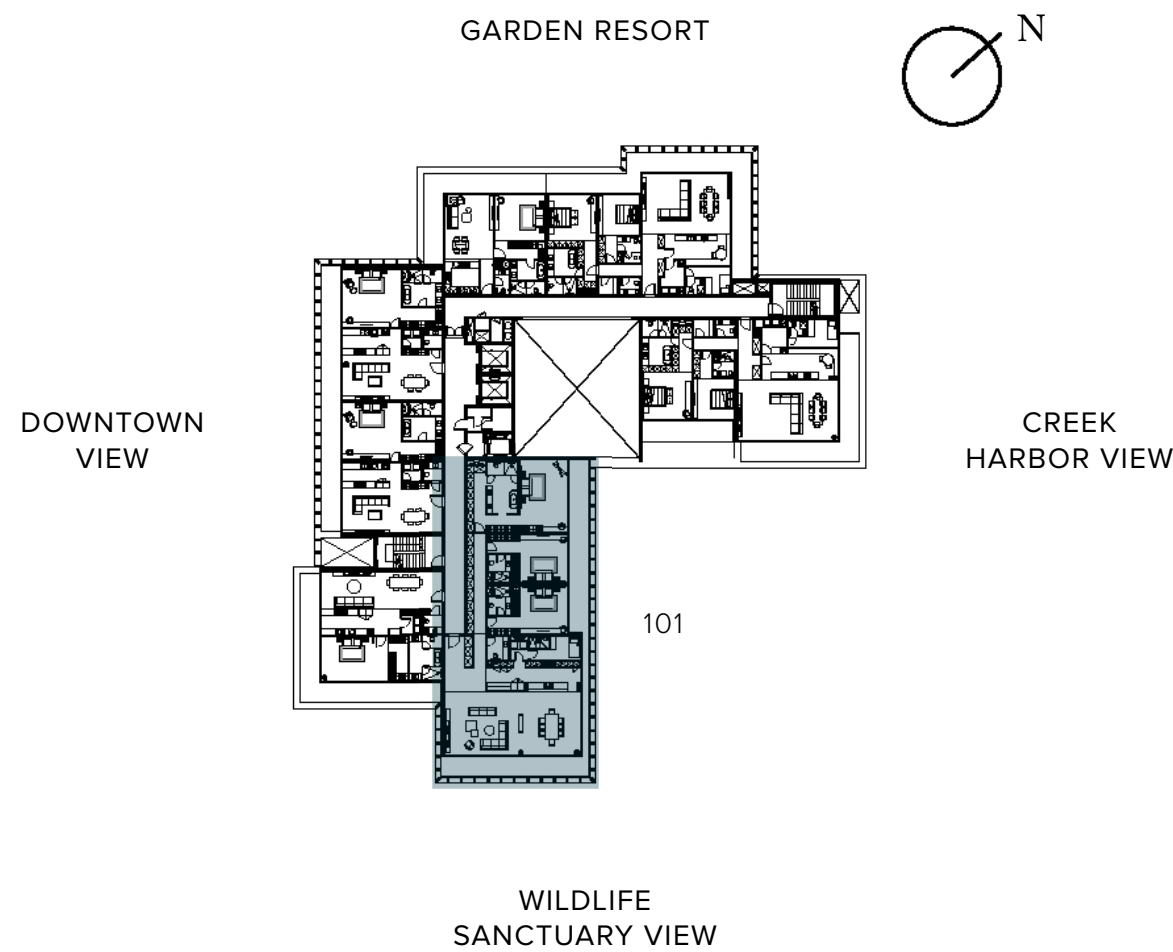 GARDEN RESORT
N
DOWNTOWN
VIEW
CREEK
HARBOR VIEW
101
WILDLIFE
SANCTUARY VIEW